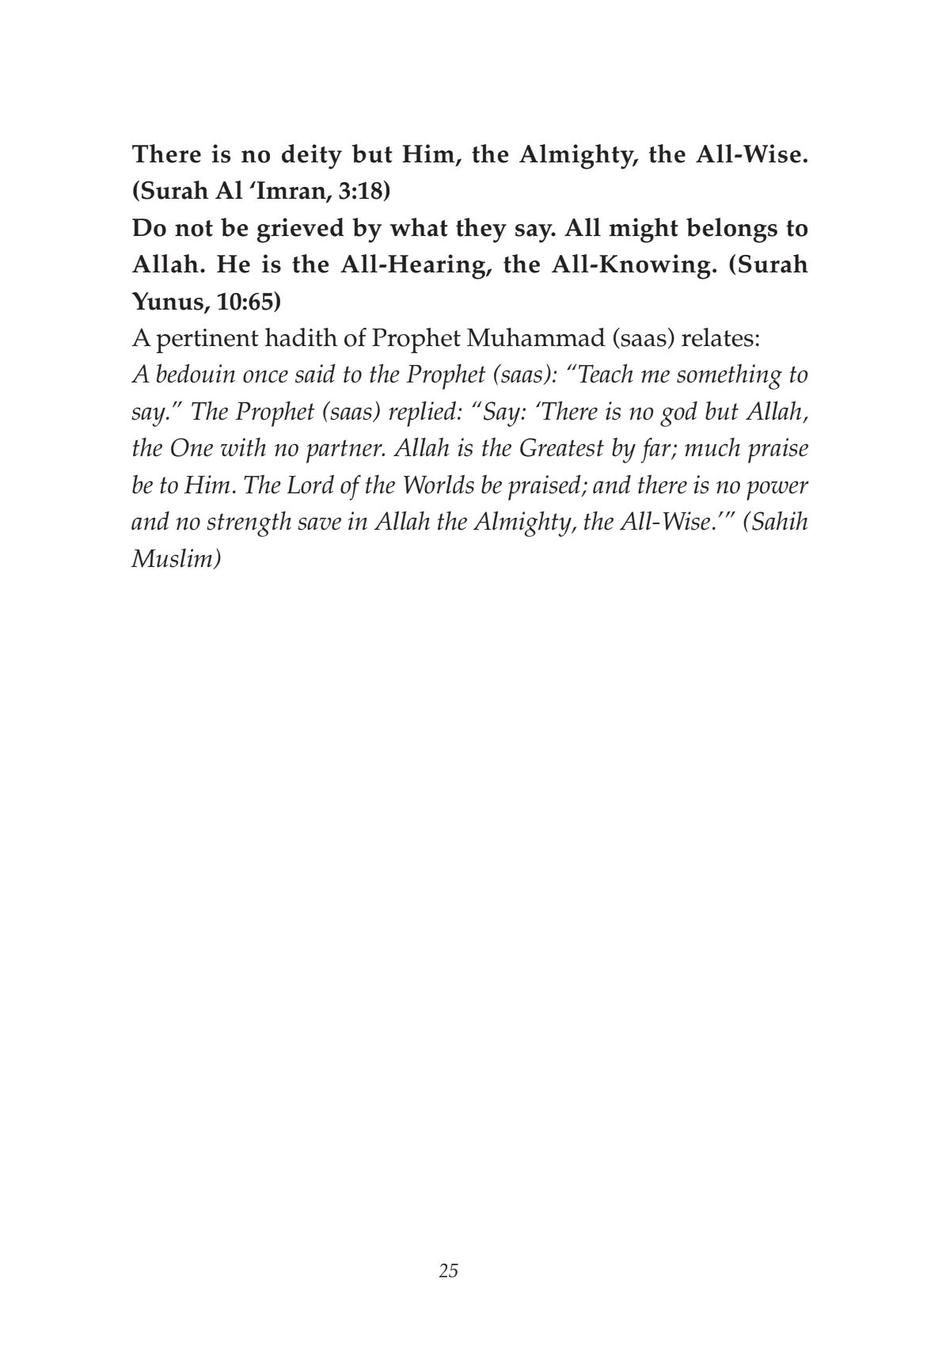 There is no deity but Him, the Almighty, the All-Wise.
(Surah Al ‘Imran, 3:18)
Do not be grieved by what they say. All might belongs to
Allah. He is the All-Hearing, the All-Knowing. (Surah
Yunus, 10:65)
A pertinent hadith of Prophet Muhammad (saas) relates:
A bedouin once said to the Prophet (saas): “Teach me something to
say.” The Prophet (saas) replied: “Say: ‘There is no god but Allah,
the One with no partner. Allah is the Greatest by far; much praise
be to Him. The Lord of the Worlds be praised; and there is no power
and no strength save in Allah the Almighty, the All-Wise.’” (Sahih
Muslim)
25